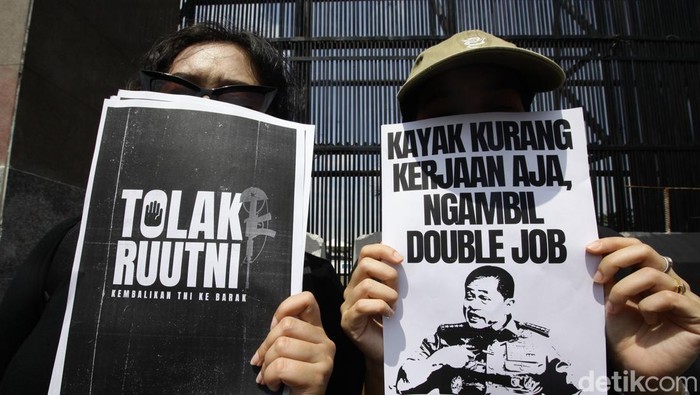 TOLAK
RUUTNI
KEMBALIKAN TNI KE BARAK
KAYAK KURANG
KERJAAN AJA,
NGAMBIL
DOUBLE JOB
detikcom